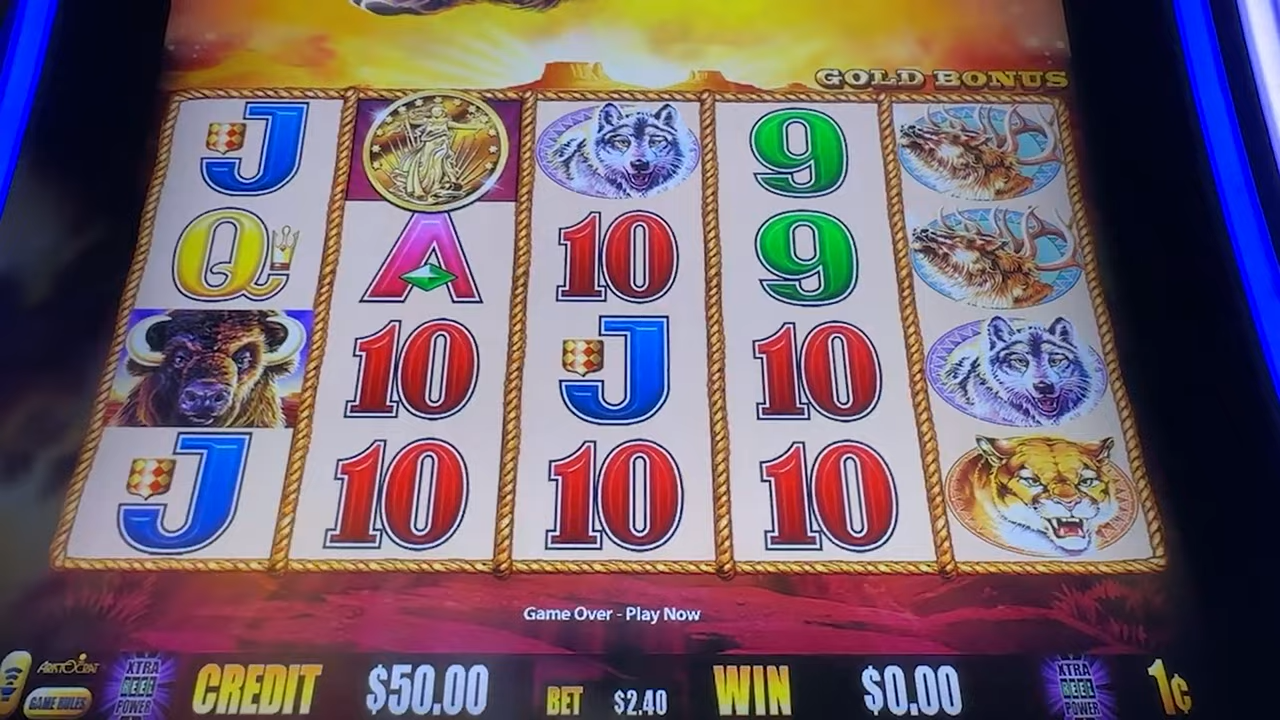 GOLD BONUS
J 9
Q A 10 9
10 J 10
J 10 10 10
Game Over - Play Now
ARISTOCRAT
GAME RULES
XTRA
REEL
POWER
CREDIT $50.00 BET $2.40 WIN $0.00
XTRA
REEL
POWER
1¢